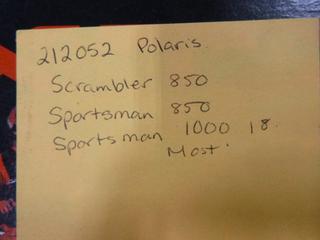 212052 Polaris.
Scrambler 850
Sportsman 850
Sportsman 1000 18.
Most